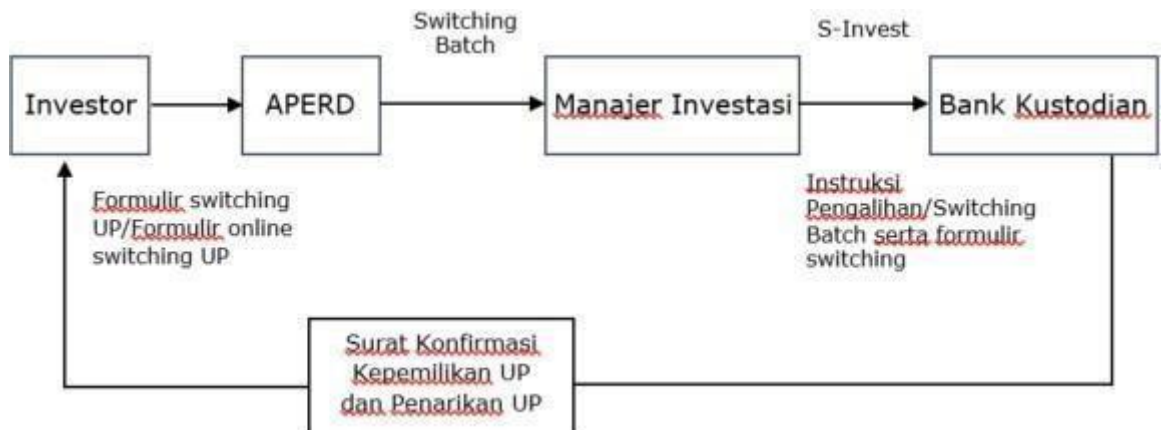 Switching
Batch
S-Invest
Investor
APERD
Manajer Investasi
Bank Kustodian
Formulir switching
UP/Formulir online
switching UP
Instruksi
Pengalihan/Switching
Batch serta formulir
switching
Surat Konfirmasi
Kepemilikan UP
dan Penarikan UP